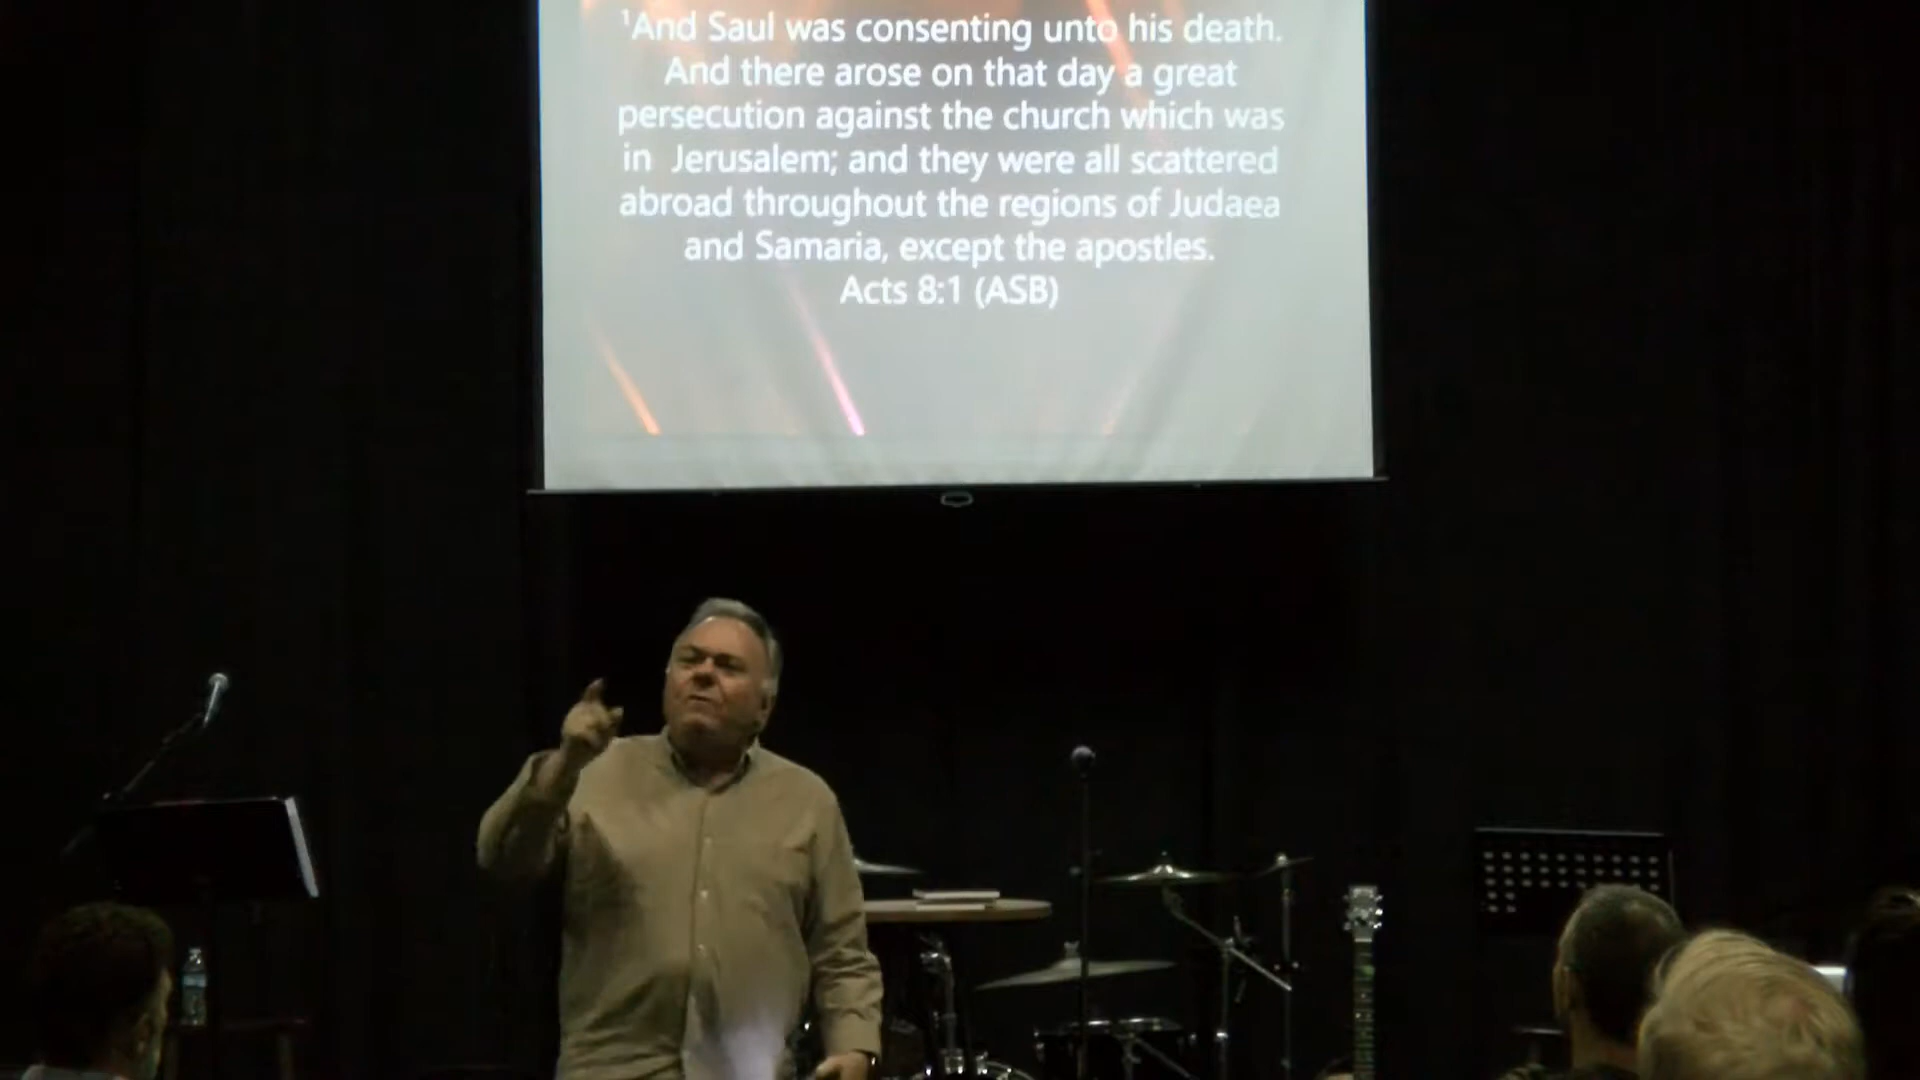 ¹And Saul was consenting unto his death.
And there arose on that day a great
persecution against the church which was
in Jerusalem; and they were all scattered
abroad throughout the regions of Judaea
and Samaria, except the apostles.
Acts 8:1 (ASB)